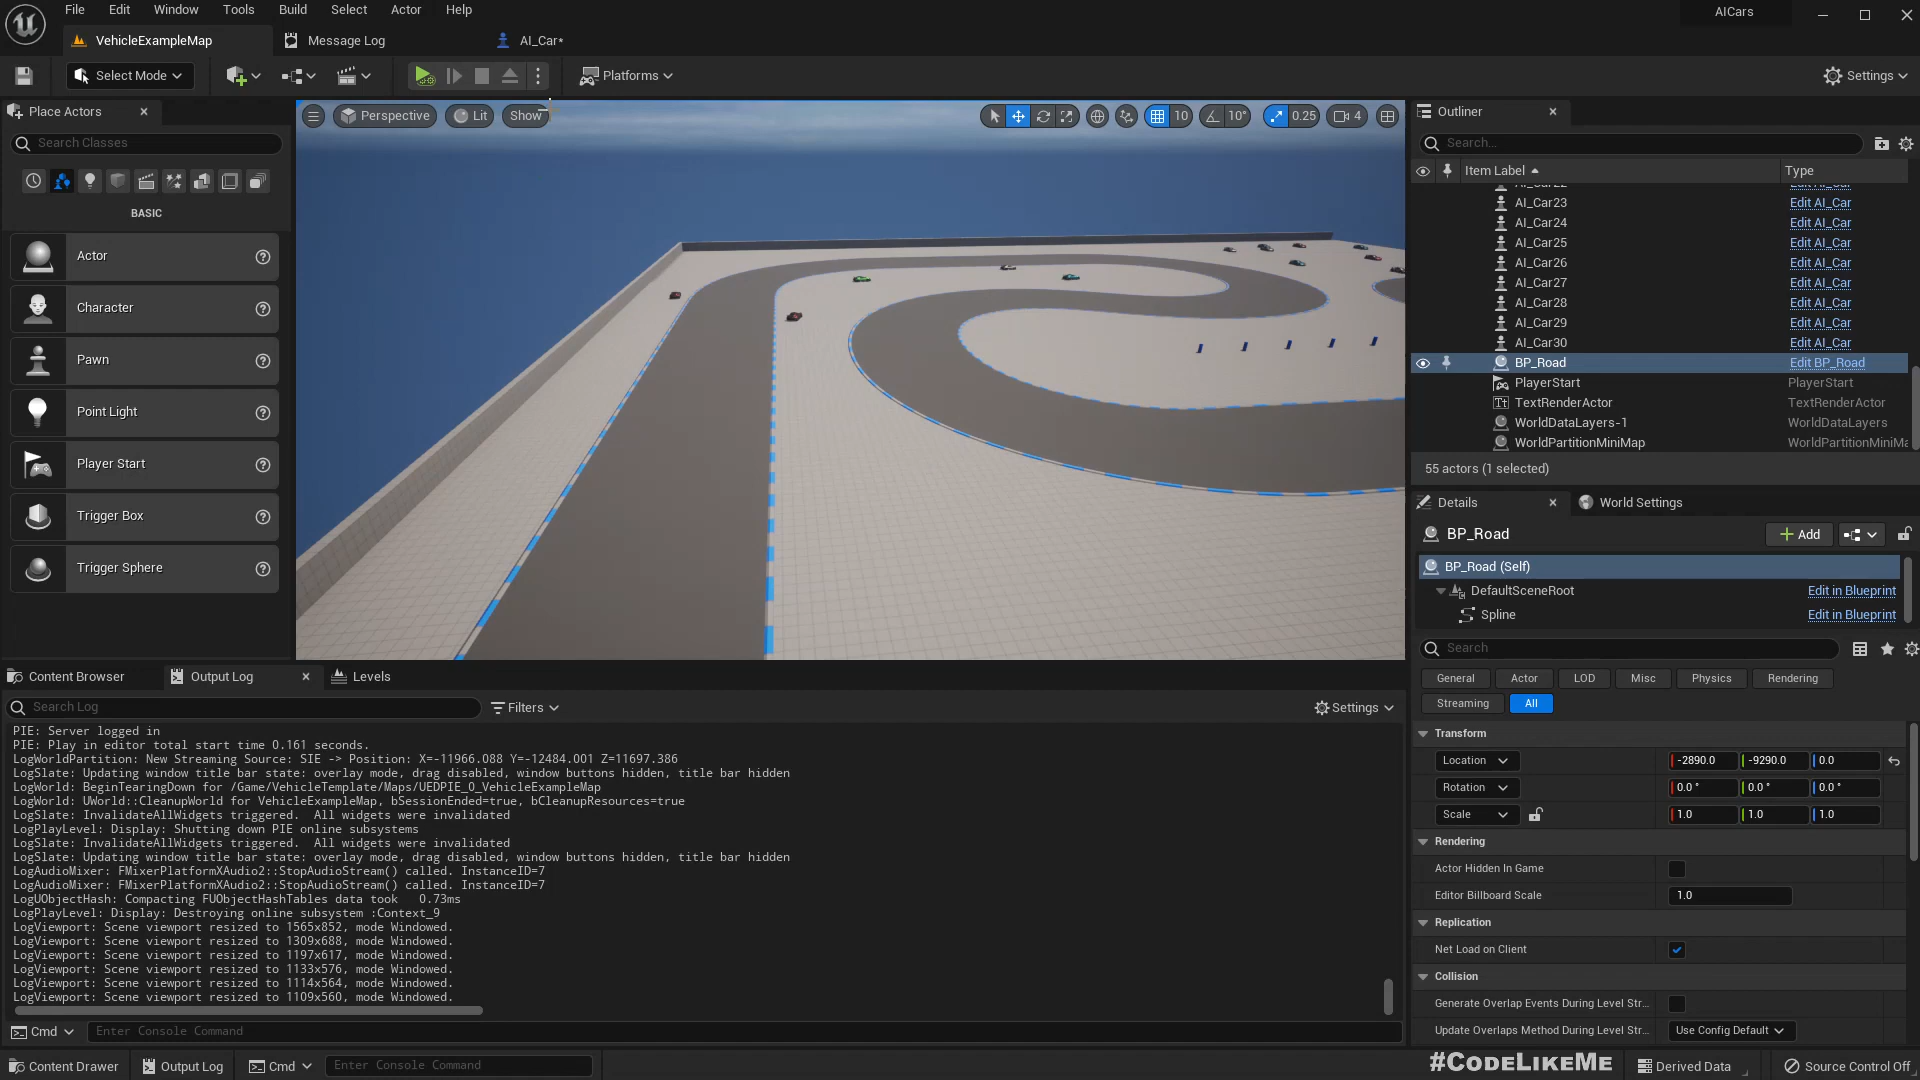 File Edit Window Tools Build Select Actor Help
AICars
VehicleExampleMap
Message Log
AI_Car*
Select Mode
Platforms
Settings
Place Actors
Search Classes
BASIC
Actor
Character
Pawn
Point Light
Player Start
Trigger Box
Trigger Sphere
Perspective
Lit
Show
10
10°
0.25
4
Outliner
Search...
Item Label
Type
AI_Car22 Edit AI_Car
AI_Car23 Edit AI_Car
AI_Car24 Edit AI_Car
AI_Car25 Edit AI_Car
AI_Car26 Edit AI_Car
AI_Car27 Edit AI_Car
AI_Car28 Edit AI_Car
AI_Car29 Edit AI_Car
AI_Car30 Edit AI_Car
BP_Road Edit BP_Road
PlayerStart PlayerStart
TextRenderActor TextRenderActor
WorldDataLayers-1 WorldDataLayers
WorldPartitionMiniMap WorldPartitionMiniMa
55 actors (1 selected)
Details
World Settings
BP_Road
Add
BP_Road (Self)
DefaultSceneRoot Edit in Blueprint
Spline Edit in Blueprint
Search
General Actor LOD Misc Physics Rendering
Streaming All
Transform
Location -2890.0 -9290.0 0.0
Rotation 0.0 ° 0.0 ° 0.0 °
Scale 1.0 1.0 1.0
Rendering
Actor Hidden In Game
Editor Billboard Scale 1.0
Replication
Net Load on Client
Collision
Generate Overlap Events During Level Str...
Update Overlaps Method During Level Str... Use Config Default
Content Browser
Output Log
Levels
Search Log
Filters
Settings
PIE: Server logged in
PIE: Play in editor total start time 0.161 seconds.
LogWorldPartition: New Streaming Source: SIE -> Position: X=-11966.088 Y=-12484.001 Z=11697.386
LogSlate: Updating window title bar state: overlay mode, drag disabled, window buttons hidden, title bar hidden
LogWorld: BeginTearingDown for /Game/VehicleTemplate/Maps/UEDPIE_0_VehicleExampleMap
LogWorld: UWorld::CleanupWorld for VehicleExampleMap, bSessionEnded=true, bCleanupResources=true
LogSlate: InvalidateAllWidgets triggered.  All widgets were invalidated
LogPlayLevel: Display: Shutting down PIE online subsystems
LogSlate: InvalidateAllWidgets triggered.  All widgets were invalidated
LogSlate: Updating window title bar state: overlay mode, drag disabled, window buttons hidden, title bar hidden
LogAudioMixer: FMixerPlatformXAudio2::StopAudioStream() called. InstanceID=7
LogAudioMixer: FMixerPlatformXAudio2::StopAudioStream() called. InstanceID=7
LogUObjectHash: Compacting FUObjectHashTables data took   0.73ms
LogPlayLevel: Display: Destroying online subsystem :Context_9
LogViewport: Scene viewport resized to 1565x852, mode Windowed.
LogViewport: Scene viewport resized to 1309x688, mode Windowed.
LogViewport: Scene viewport resized to 1197x617, mode Windowed.
LogViewport: Scene viewport resized to 1133x576, mode Windowed.
LogViewport: Scene viewport resized to 1114x564, mode Windowed.
LogViewport: Scene viewport resized to 1109x560, mode Windowed.
Cmd
Enter Console Command
Content Drawer
Output Log
Cmd
Enter Console Command
#CODELIKEME
Derived Data
Source Control Off